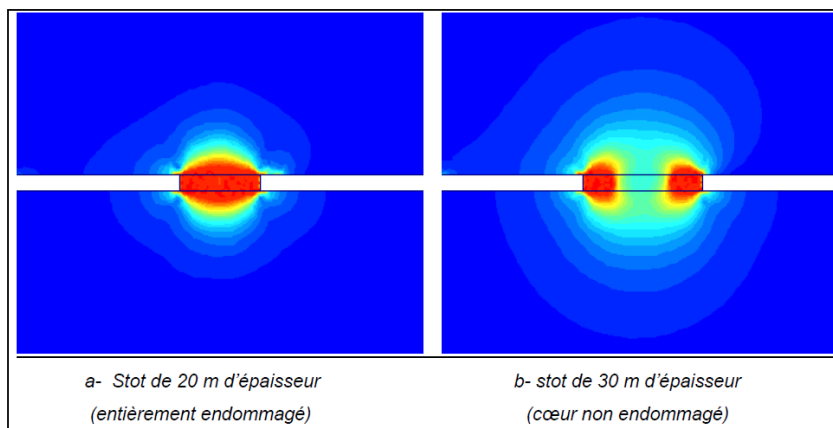 a- Stot de 20 m d'épaisseur
(entièrement endommagé)
b- stot de 30 m d'épaisseur
(cœur non endommagé)